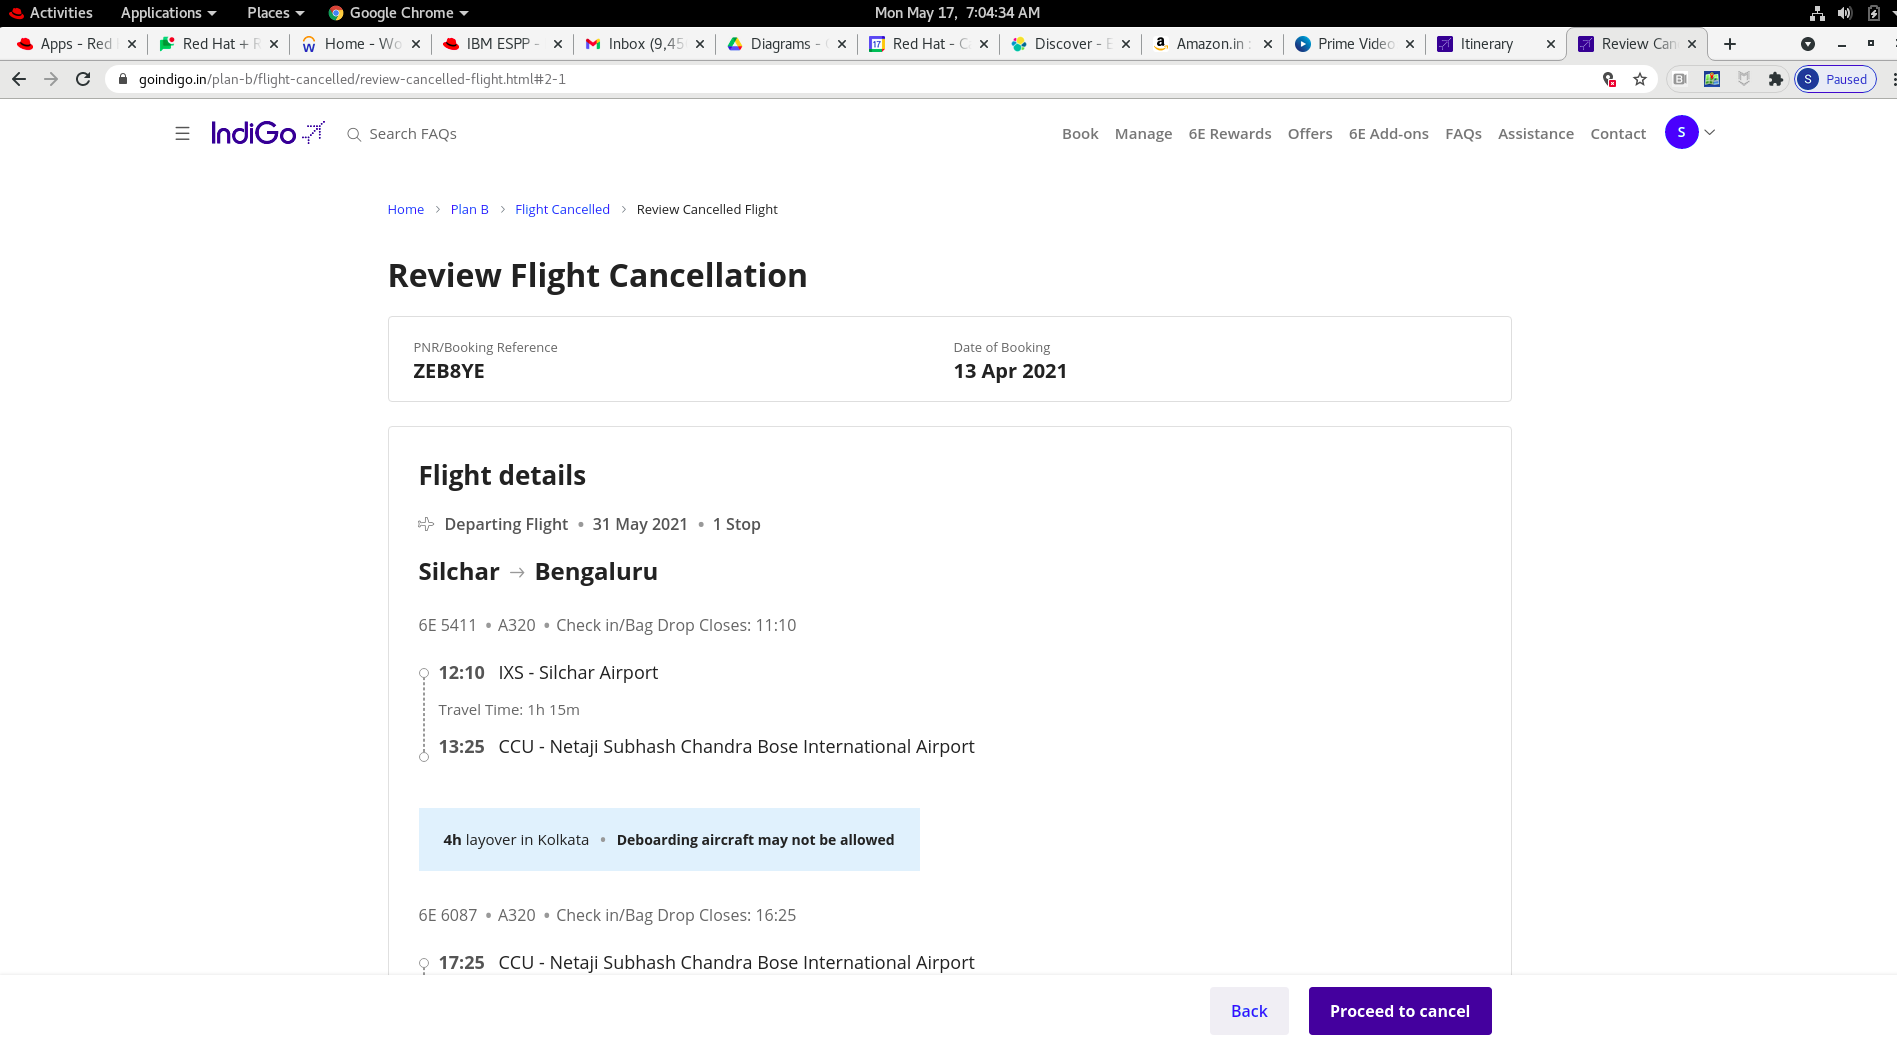 Activities Applications Places Google Chrome Mon May 17, 7:04:34 AM
Apps - Red Red Hat + R Home - Wo IBM ESPP - Inbox (9,45 Diagrams - Red Hat - C Discover - E Amazon.in : Prime Video Itinerary Review Can
goindigo.in/plan-b/flight-cancelled/review-cancelled-flight.html#2-1 S Paused
IndiGo Search FAQs Book Manage 6E Rewards Offers 6E Add-ons FAQs Assistance Contact S
Home > Plan B > Flight Cancelled > Review Cancelled Flight
Review Flight Cancellation
PNR/Booking Reference Date of Booking
ZEB8YE 13 Apr 2021
Flight details
Departing Flight • 31 May 2021 • 1 Stop
Silchar → Bengaluru
6E 5411 • A320 • Check in/Bag Drop Closes: 11:10
12:10 IXS - Silchar Airport
Travel Time: 1h 15m
13:25 CCU - Netaji Subhash Chandra Bose International Airport
4h layover in Kolkata • Deboarding aircraft may not be allowed
6E 6087 • A320 • Check in/Bag Drop Closes: 16:25
17:25 CCU - Netaji Subhash Chandra Bose International Airport
Back Proceed to cancel